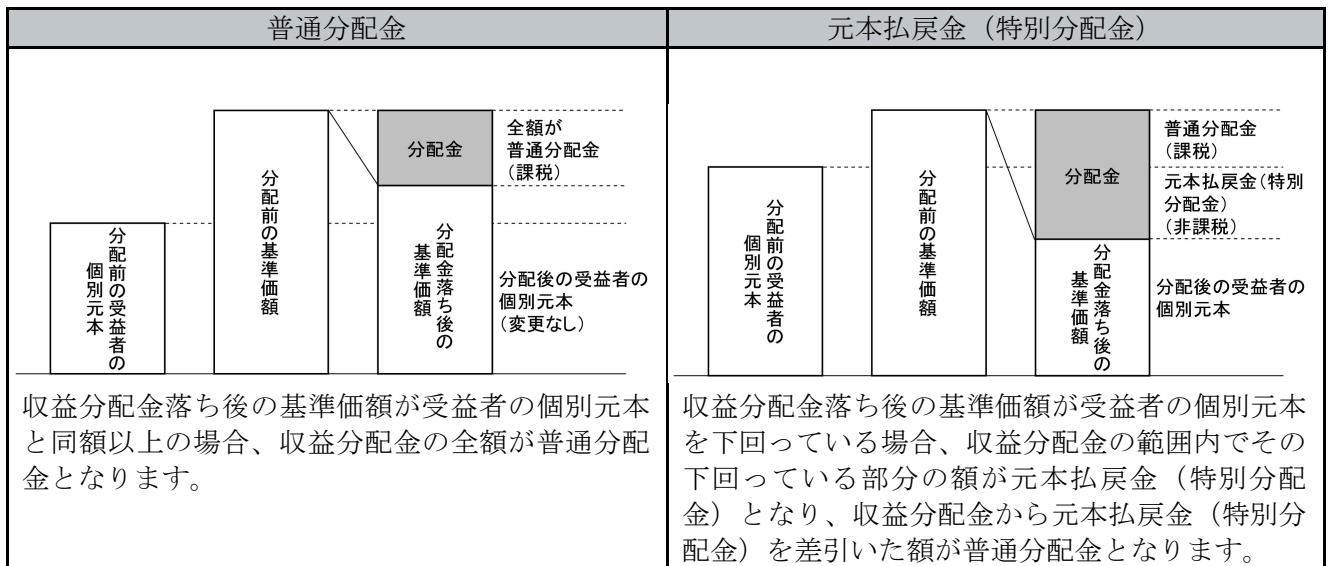 普通分配金
分配前の受益者の
個別元本
分配前の基準価額
分配金
分配金落ち後の
基準価額
全額が
普通分配金
(課税)
分配後の受益者の
個別元本
(変更なし)
収益分配金落ち後の基準価額が受益者の個別元本
と同額以上の場合、収益分配金の全額が普通分配
金となります。
元本払戻金（特別分配金）
分配前の受益者の
個別元本
分配前の基準価額
分配金
分配金落ち後の
基準価額
普通分配金
(課税)
元本払戻金(特別
分配金)
(非課税)
分配後の受益者の
個別元本
収益分配金落ち後の基準価額が受益者の個別元本
を下回っている場合、収益分配金の範囲内でその
下回っている部分の額が元本払戻金（特別分配
金）となり、収益分配金から元本払戻金（特別分
配金）を差引いた額が普通分配金となります。